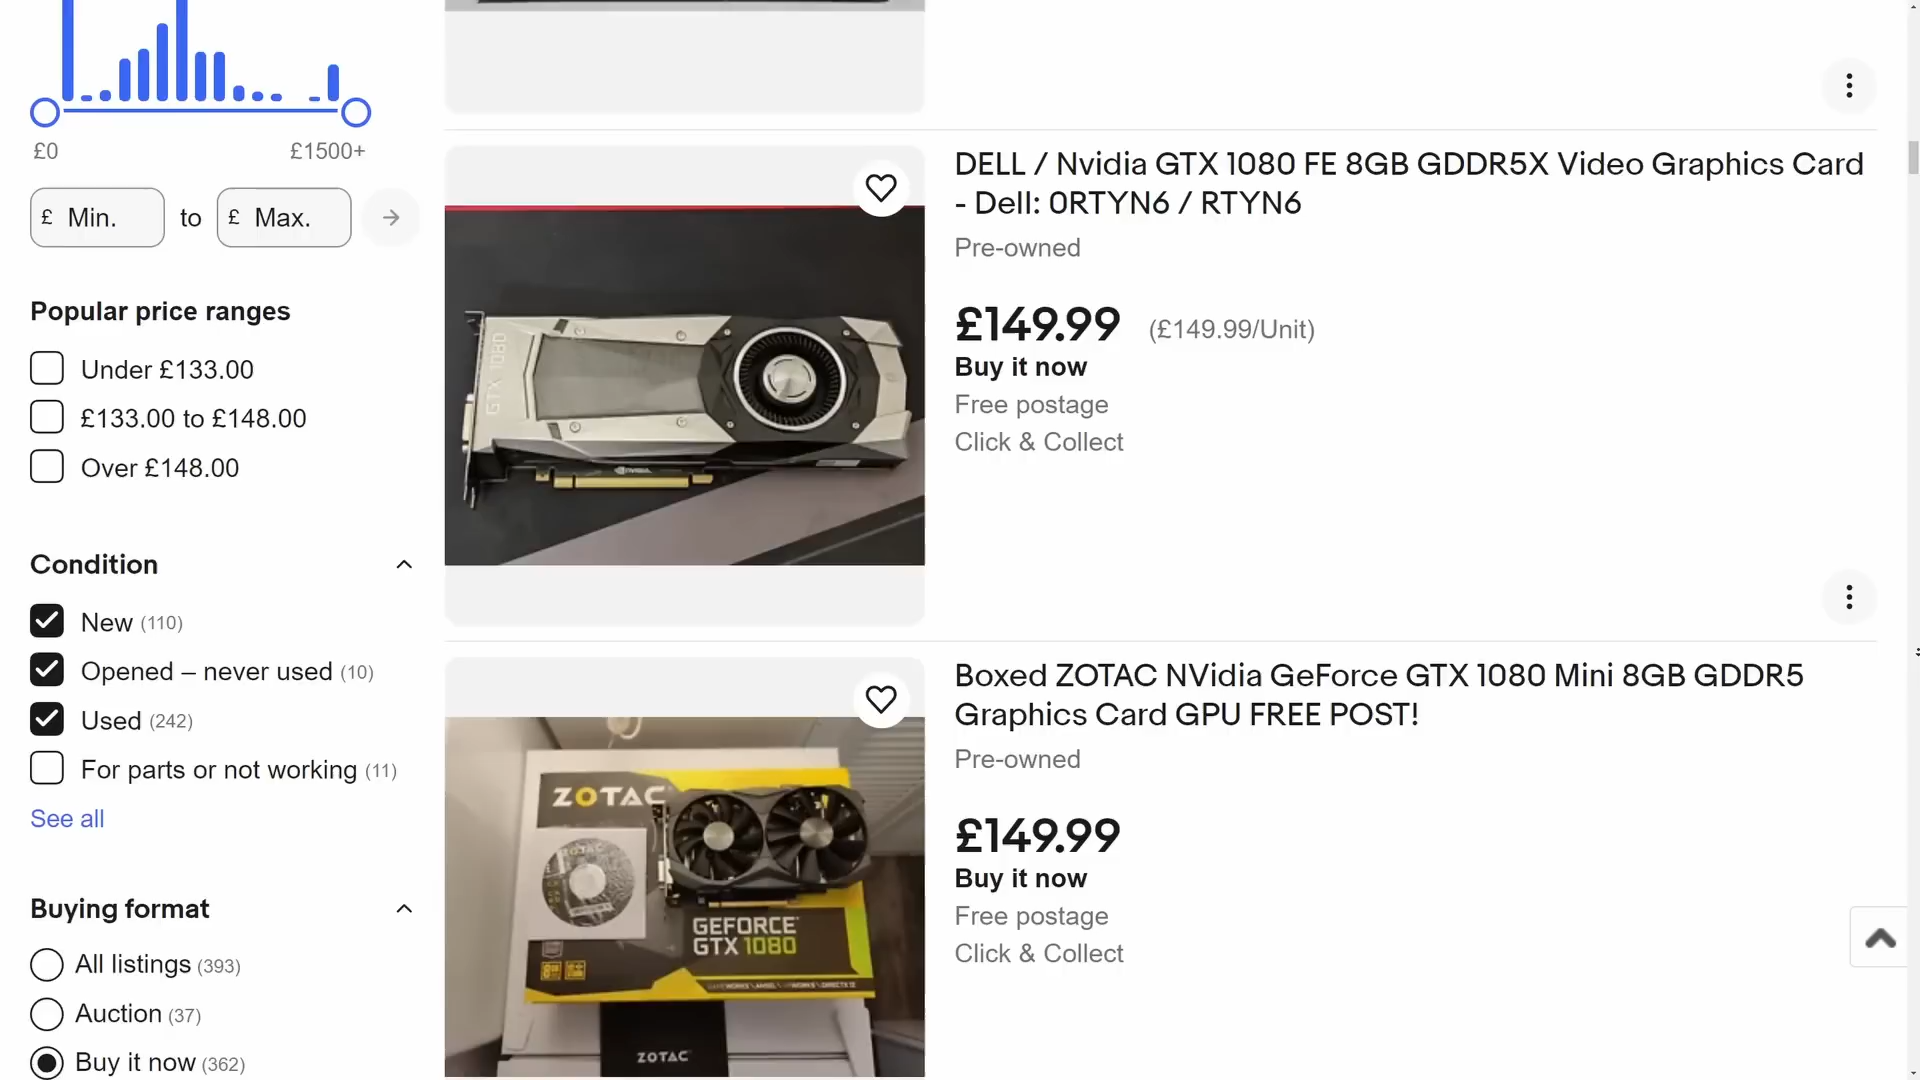 £0
£1500+
£ Min. to £ Max.
Popular price ranges
Under £133.00
£133.00 to £148.00
Over £148.00
Condition
New (110)
Opened – never used (10)
Used (242)
For parts or not working (11)
See all
Buying format
All listings (393)
Auction (37)
Buy it now (362)
GTX 1080
NVIDIA
DELL / Nvidia GTX 1080 FE 8GB GDDR5X Video Graphics Card
- Dell: 0RTYN6 / RTYN6
Pre-owned
£149.99 (£149.99/Unit)
Buy it now
Free postage
Click & Collect
ZOTAC
ZOTAC
GEFORCE
GTX 1080
ZOTAC
Boxed ZOTAC NVidia GeForce GTX 1080 Mini 8GB GDDR5
Graphics Card GPU FREE POST!
Pre-owned
£149.99
Buy it now
Free postage
Click & Collect